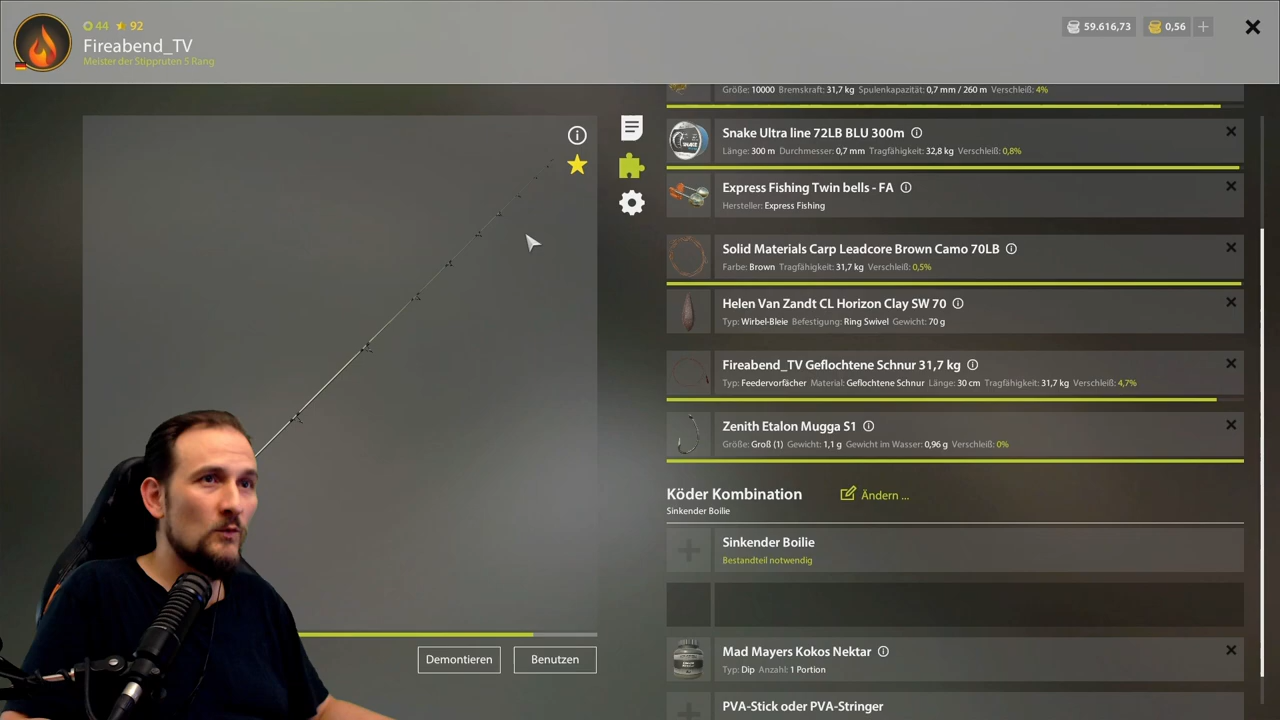 44 92
Fireabend_TV
Meister der Stippruten 5 Rang
59.616,73
0,56
Größe: 10000 Bremskraft: 31,7 kg Spulenkapazität: 0,7 mm / 260 m Verschleiß: 4%
Snake Ultra line 72LB BLU 300m
Länge: 300 m Durchmesser: 0,7 mm Tragfähigkeit: 32,8 kg Verschleiß: 0,8%
Express Fishing Twin bells - FA
Hersteller: Express Fishing
Solid Materials Carp Leadcore Brown Camo 70LB
Farbe: Brown Tragfähigkeit: 31,7 kg Verschleiß: 0,5%
Helen Van Zandt CL Horizon Clay SW 70
Typ: Wirbel-Bleie Befestigung: Ring Swivel Gewicht: 70 g
Fireabend_TV Geflochtene Schnur 31,7 kg
Typ: Feedervorfächer Material: Geflochtene Schnur Länge: 30 cm Tragfähigkeit: 31,7 kg Verschleiß: 4,7%
Zenith Etalon Mugga S1
Größe: Groß (1) Gewicht: 1,1 g Gewicht im Wasser: 0,96 g Verschleiß: 0%
Köder Kombination
Ändern ...
Sinkender Boilie
Sinkender Boilie
Bestandteil notwendig
Mad Mayers Kokos Nektar
Typ: Dip Anzahl: 1 Portion
PVA-Stick oder PVA-Stringer
Demontieren
Benutzen